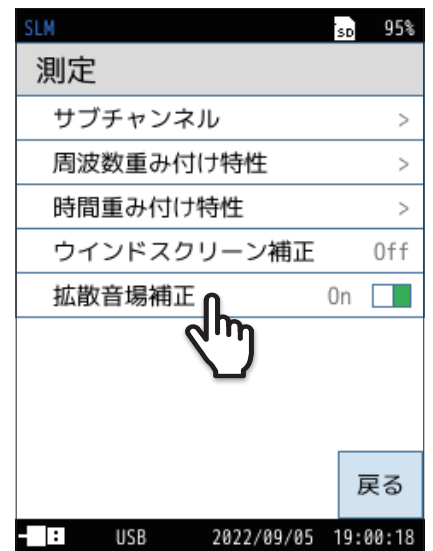 SLM SD 95%
測定
サブチャンネル >
周波数重み付け特性 >
時間重み付け特性 >
ウインドスクリーン補正 Off
拡散音場補正 On
戻る
USB 2022/09/05 19:00:18